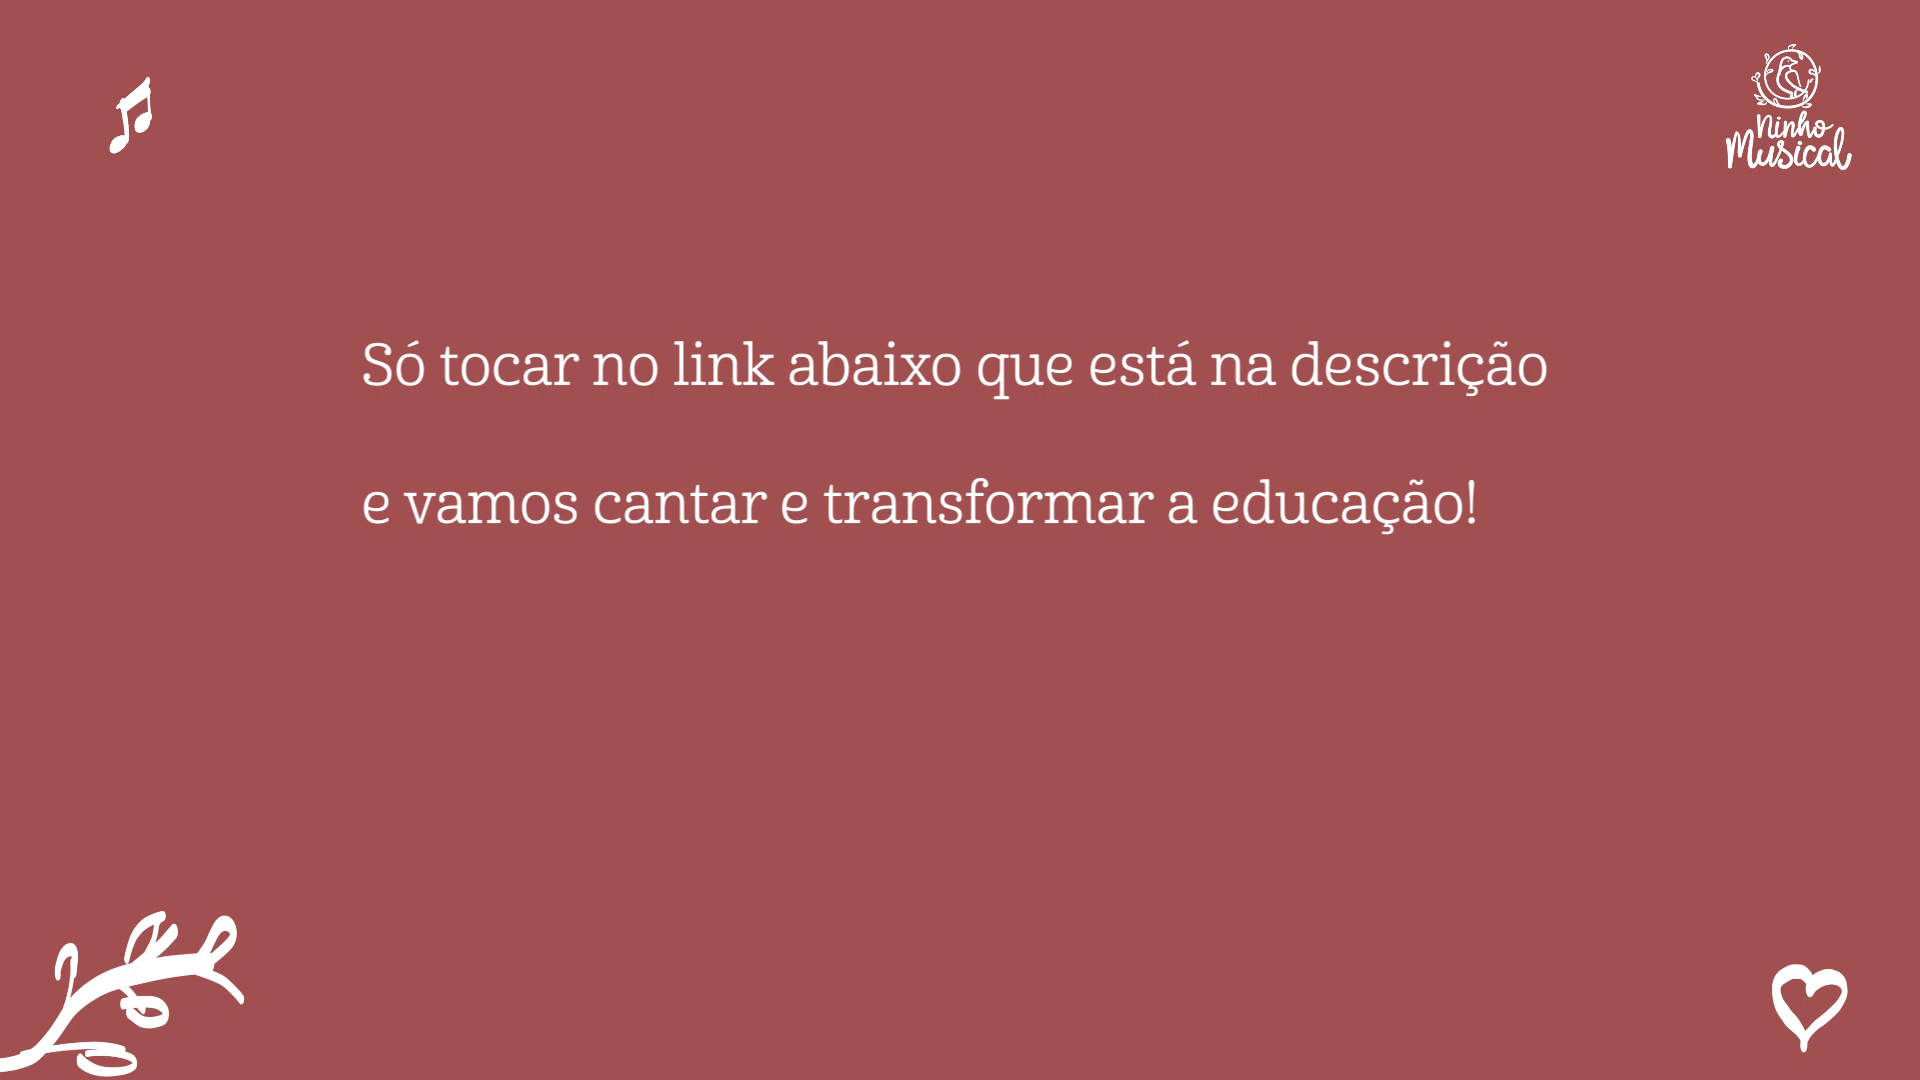 Ninho
Musical
Só tocar no link abaixo que está na descrição
e vamos cantar e transformar a educação!